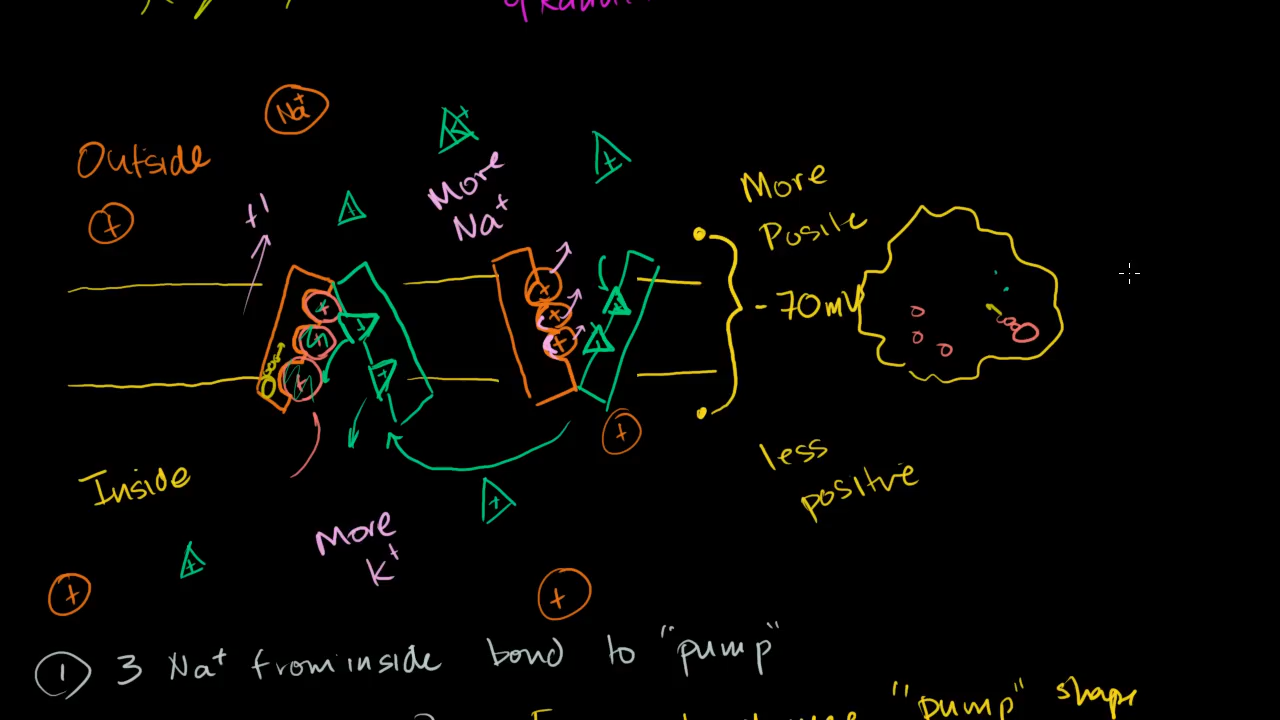 Na+
K+
Outside
+
+
More
Na+
+
+1
More
Posite
+
+
+
+
+
+
+
+
+
- 70mV
+
less
positive
Inside
+
More
K+
+
+
+
1 3 Na+ from inside bond to "pump"
"pump" shape